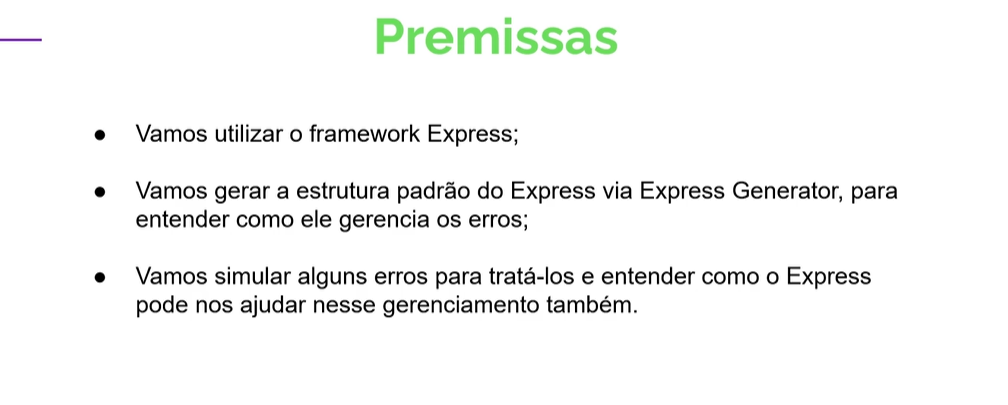 Premissas
● Vamos utilizar o framework Express;
● Vamos gerar a estrutura padrão do Express via Express Generator, para
entender como ele gerencia os erros;
● Vamos simular alguns erros para tratá-los e entender como o Express
pode nos ajudar nesse gerenciamento também.